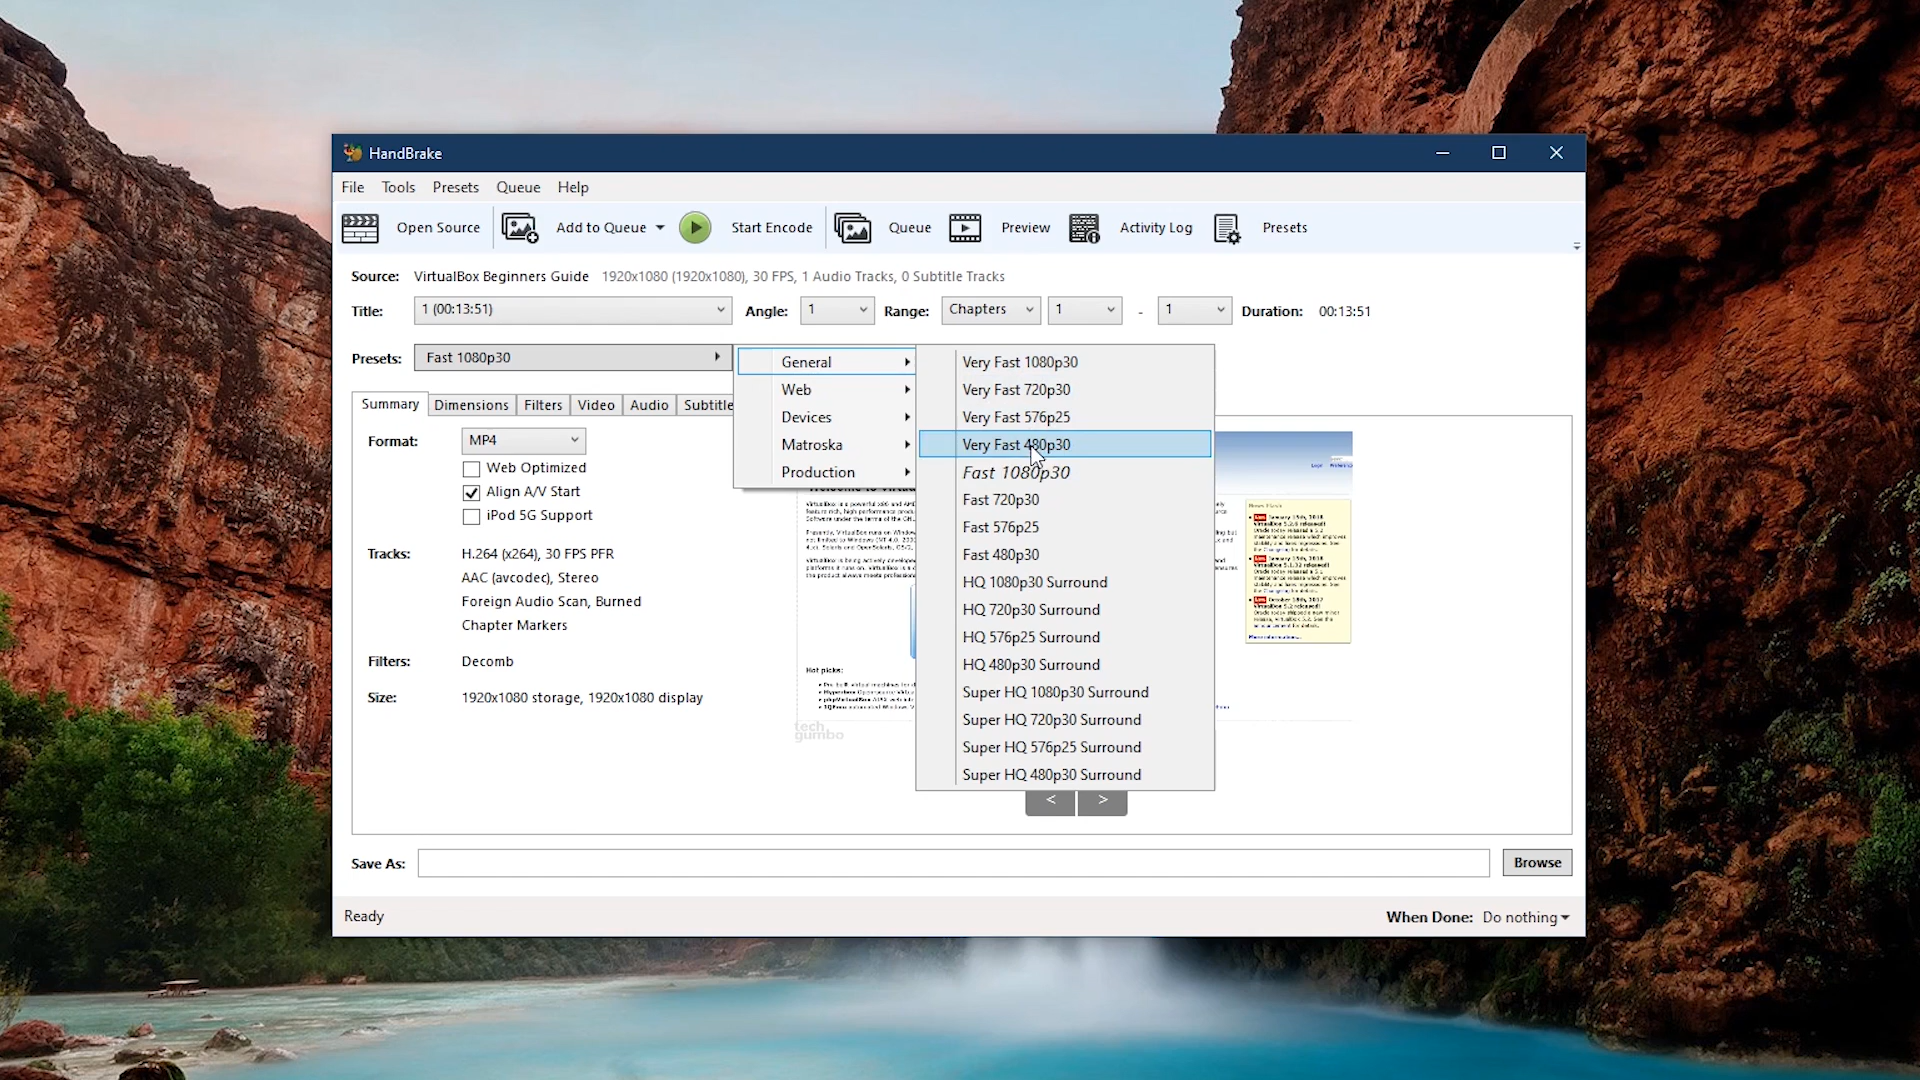 HandBrake
File Tools Presets Queue Help
Open Source Add to Queue Start Encode Queue Preview Activity Log Presets
Source: VirtualBox Beginners Guide 1920x1080 (1920x1080), 30 FPS, 1 Audio Tracks, 0 Subtitle Tracks
Title: 1 (00:13:51) Angle: 1 Range: Chapters 1 - 1 Duration: 00:13:51
Presets: Fast 1080p30
General
Web
Devices
Matroska
Production
Very Fast 1080p30
Very Fast 720p30
Very Fast 576p25
Very Fast 480p30
Fast 1080p30
Fast 720p30
Fast 576p25
Fast 480p30
HQ 1080p30 Surround
HQ 720p30 Surround
HQ 576p25 Surround
HQ 480p30 Surround
Super HQ 1080p30 Surround
Super HQ 720p30 Surround
Super HQ 576p25 Surround
Super HQ 480p30 Surround
Summary Dimensions Filters Video Audio Subtitle
Format: MP4
Web Optimized
Align A/V Start
iPod 5G Support
Tracks: H.264 (x264), 30 FPS PFR
AAC (avcodec), Stereo
Foreign Audio Scan, Burned
Chapter Markers
Filters: Decomb
Size: 1920x1080 storage, 1920x1080 display
Hot picks:
tech
gumbo
< >
Save As: Browse
Ready When Done: Do nothing